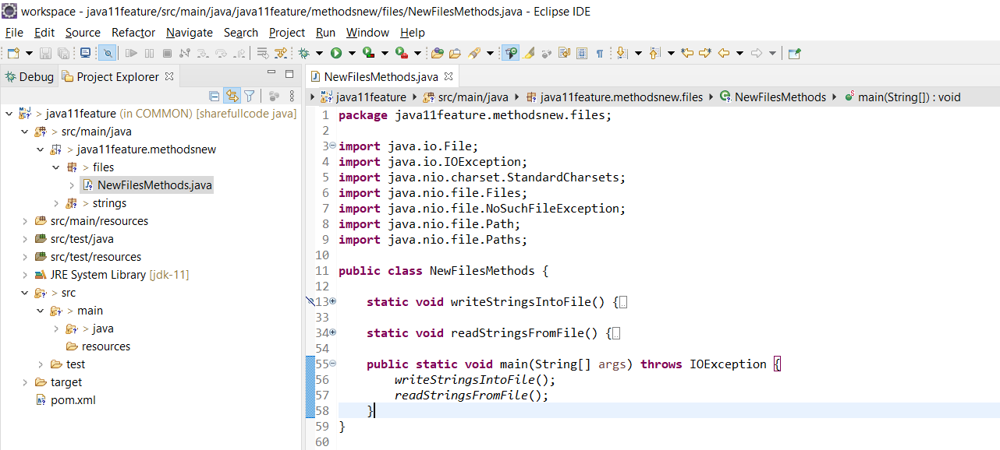 workspace - java11feature/src/main/java/java11feature/methodsnew/files/NewFilesMethods.java - Eclipse IDE
File Edit Source Refactor Navigate Search Project Run Window Help
Debug Project Explorer
> java11feature (in COMMON) [sharefullcode java]
> src/main/java
> java11feature.methodsnew
> files
NewFilesMethods.java
> strings
src/main/resources
src/test/java
src/test/resources
JRE System Library [jdk-11]
> src
> main
> java
resources
test
target
pom.xml
NewFilesMethods.java
java11feature src/main/java java11feature.methodsnew.files NewFilesMethods main(String[]) : void
1 package java11feature.methodsnew.files;
2
3 import java.io.File;
4 import java.io.IOException;
5 import java.nio.charset.StandardCharsets;
6 import java.nio.file.Files;
7 import java.nio.file.NoSuchFileException;
8 import java.nio.file.Path;
9 import java.nio.file.Paths;
10
11 public class NewFilesMethods {
12
13 static void writeStringsIntoFile() {
33
34 static void readStringsFromFile() {
54
55 public static void main(String[] args) throws IOException {
56 writeStringsIntoFile();
57 readStringsFromFile();
58 }
59 }
60